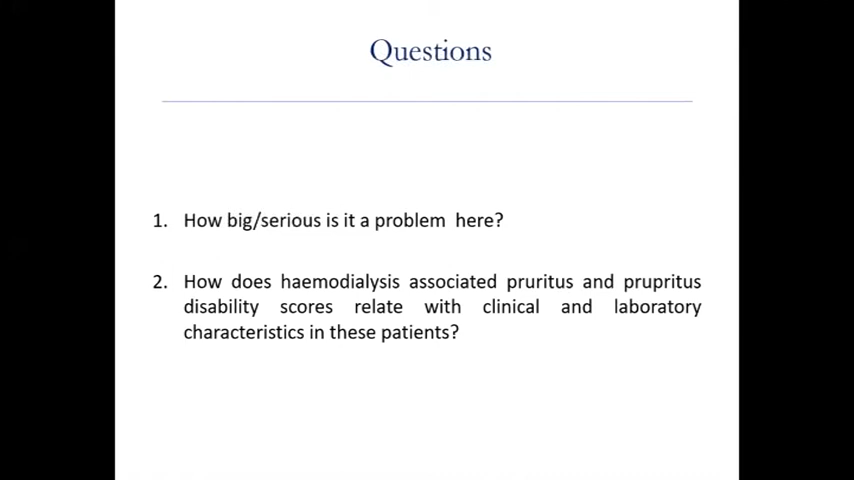 Questions
1. How big/serious is it a problem here?
2. How does haemodialysis associated pruritus and prupritus
disability scores relate with clinical and laboratory
characteristics in these patients?